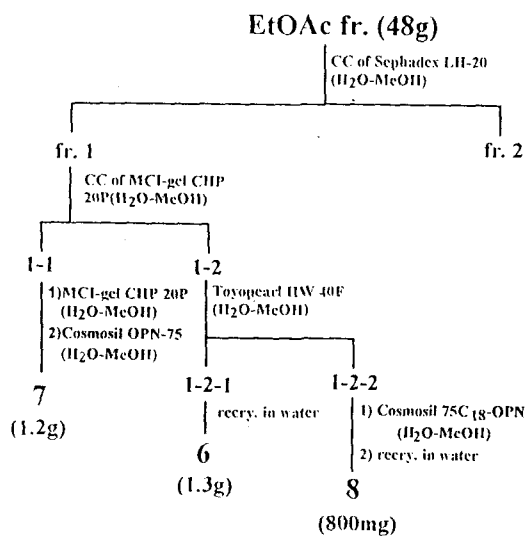 EtOAc fr. (48g)
CC of Sephadex LH-20
(H2O-MeOH)
fr. 1
fr. 2
CC of MCI-gel CHP
20P(H2O-MeOH)
1-1
1-2
1)MCI-gel CHP 20P
(H2O-MeOH)
2)Cosmosil OPN-75
(H2O-MeOH)
Toyopearl HW 40F
(H2O-MeOH)
7
(1.2g)
1-2-1
1-2-2
recry. in water
6
(1.3g)
1) Cosmosil 75C18-OPN
(H2O-MeOH)
2) recry. in water
8
(800mg)